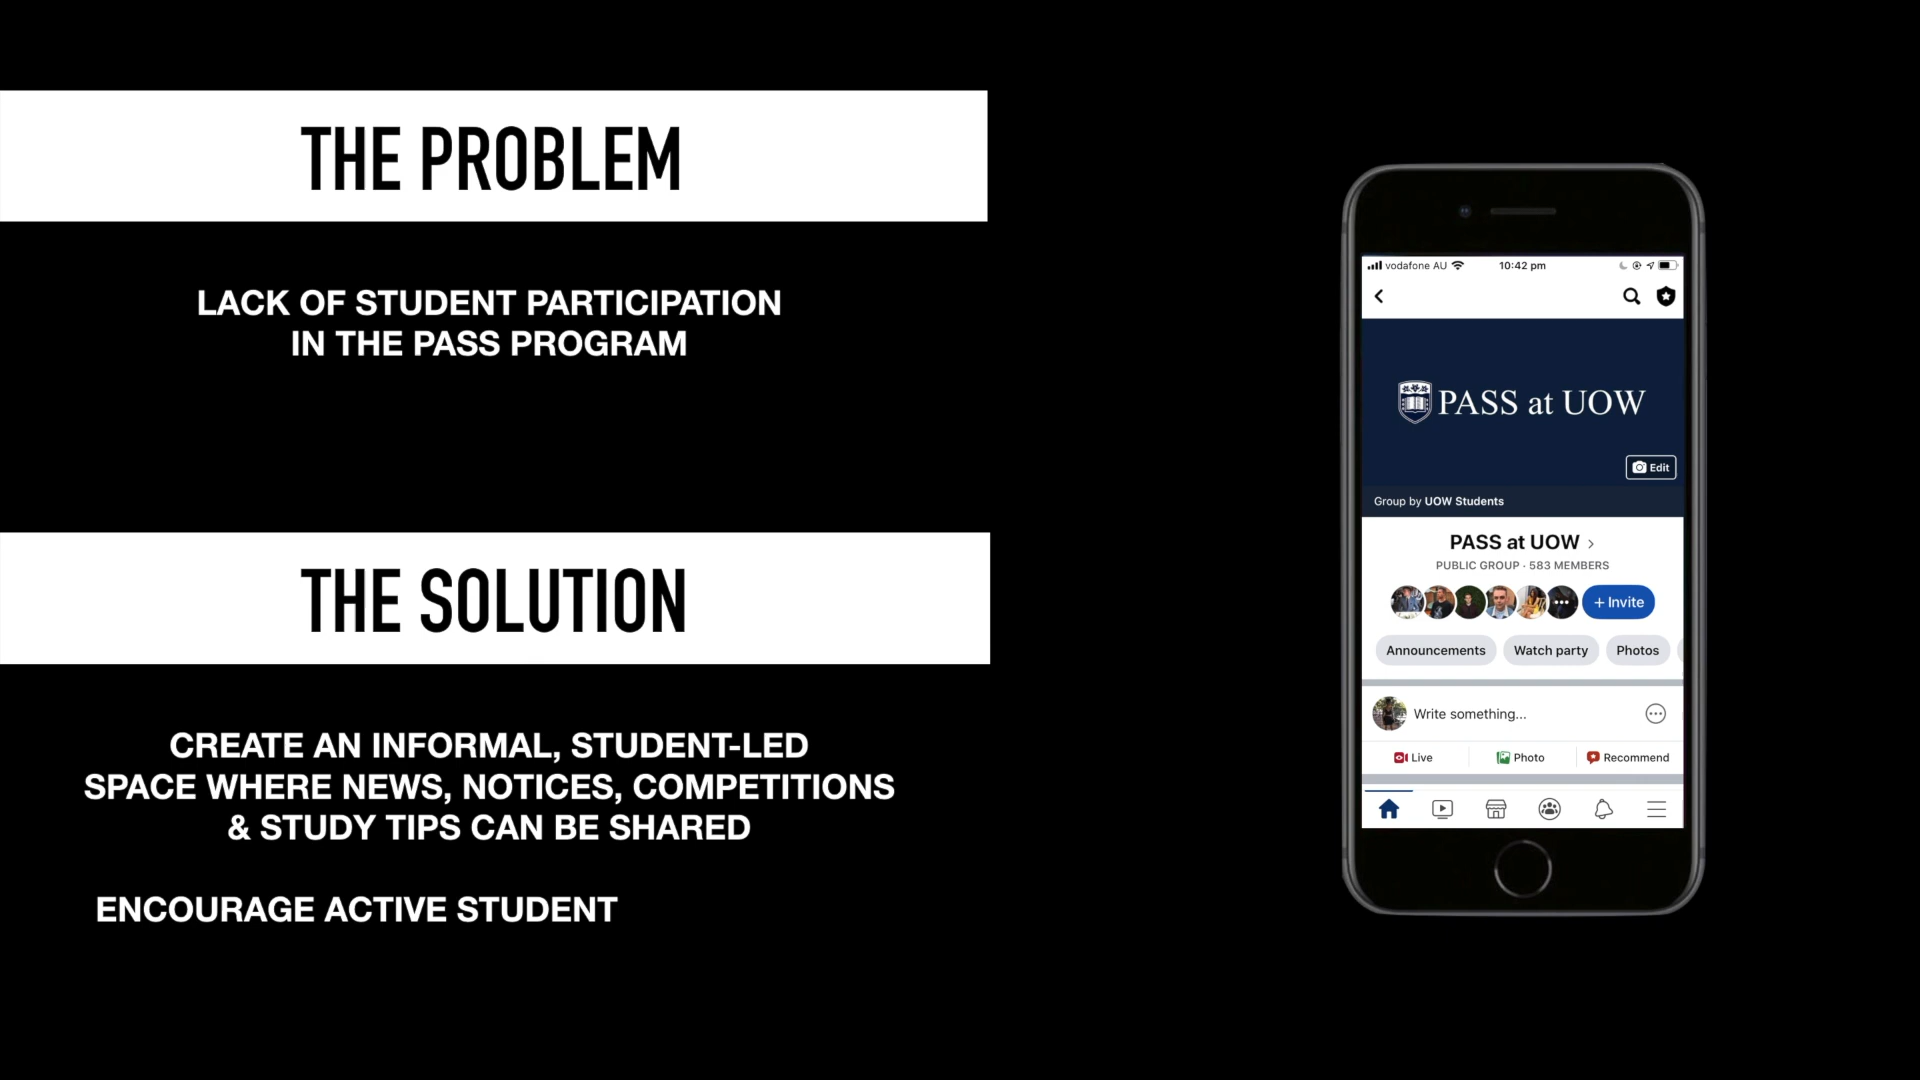 THE PROBLEM
LACK OF STUDENT PARTICIPATION
IN THE PASS PROGRAM
THE SOLUTION
CREATE AN INFORMAL, STUDENT-LED
SPACE WHERE NEWS, NOTICES, COMPETITIONS
& STUDY TIPS CAN BE SHARED
ENCOURAGE ACTIVE STUDENT
vodafone AU 10:42 pm
PASS at UOW
Edit
Group by UOW Students
PASS at UOW
PUBLIC GROUP · 583 MEMBERS
+ Invite
Announcements Watch party Photos
Write something...
Live Photo Recommend